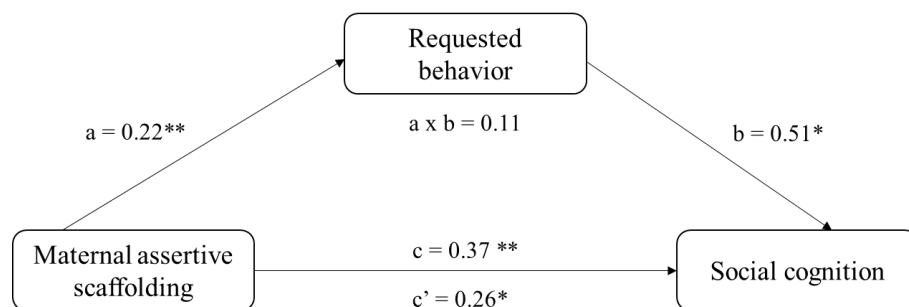 Requested
behavior
a = 0.22**
a x b = 0.11
b = 0.51*
Maternal assertive
scaffolding
c = 0.37 **
c’ = 0.26*
Social cognition